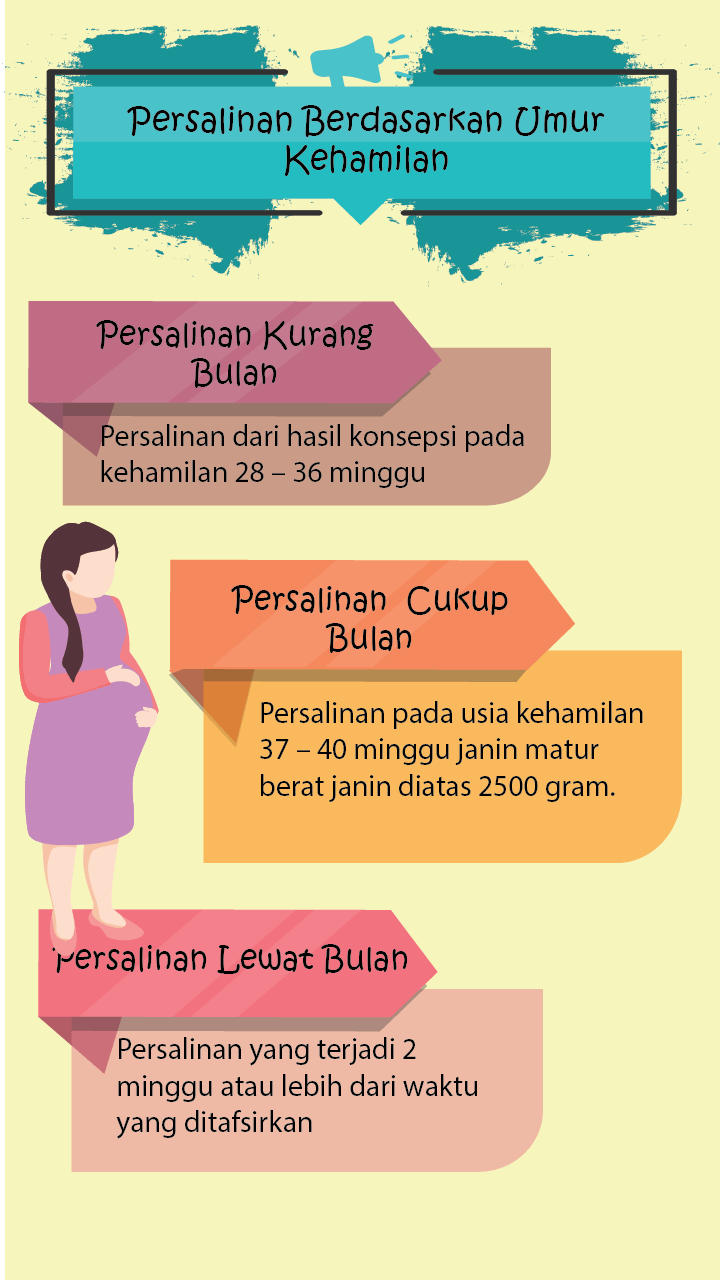 Persalinan Berdasarkan Umur
Kehamilan
Persalinan Kurang
Bulan
Persalinan dari hasil konsepsi pada
kehamilan 28 – 36 minggu
Persalinan Cukup
Bulan
Persalinan pada usia kehamilan
37 – 40 minggu janin matur
berat janin diatas 2500 gram.
Persalinan Lewat Bulan
Persalinan yang terjadi 2
minggu atau lebih dari waktu
yang ditafsirkan